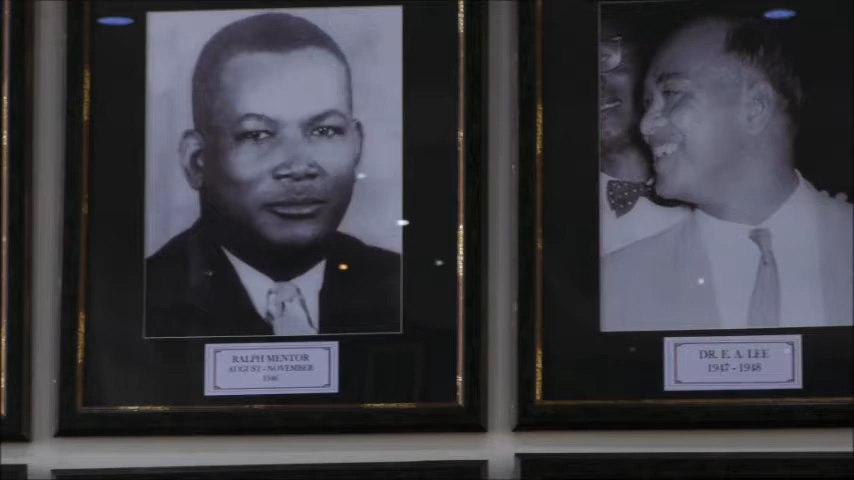 RALPH MENTOR
AUGUST - NOVEMBER
1946
DR. E. A. LEE
1947 - 1948